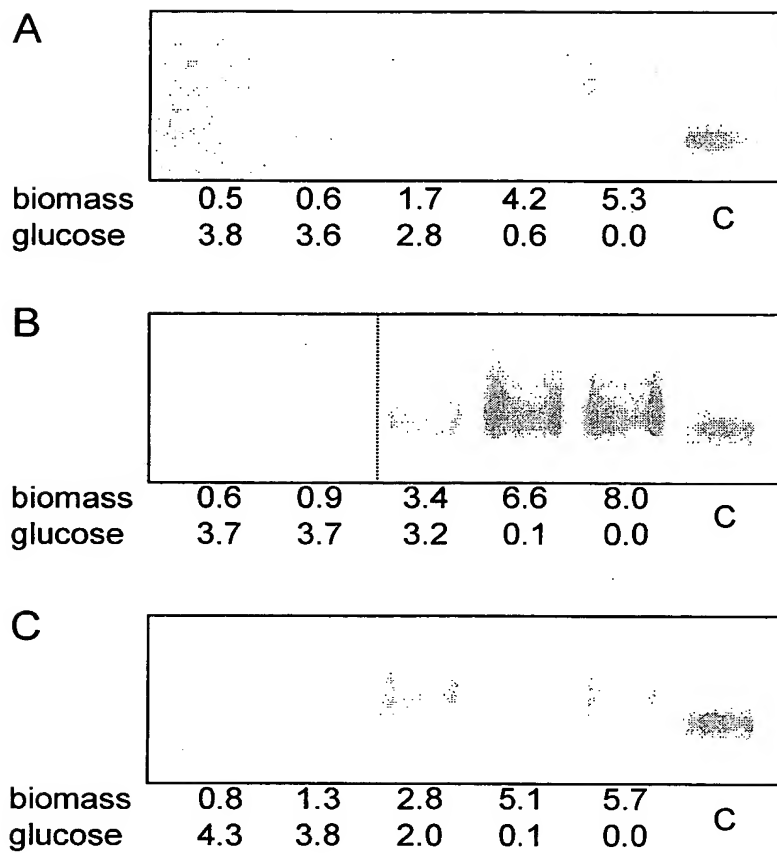 A
biomass 0.5 0.6 1.7 4.2 5.3 C
glucose 3.8 3.6 2.8 0.6 0.0
B
biomass 0.6 0.9 3.4 6.6 8.0 C
glucose 3.7 3.7 3.2 0.1 0.0
C
biomass 0.8 1.3 2.8 5.1 5.7 C
glucose 4.3 3.8 2.0 0.1 0.0